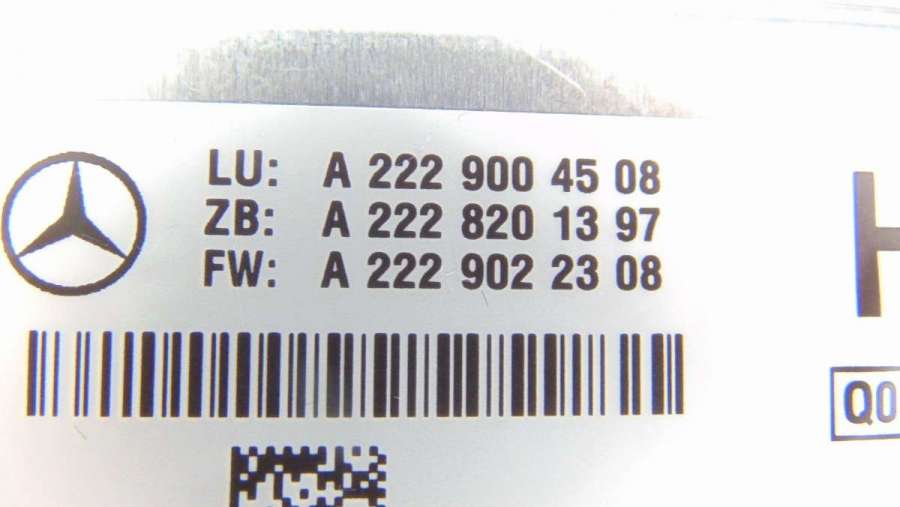 LU: A 222 900 45 08
ZB: A 222 820 13 97
FW: A 222 902 23 08
H
Q0